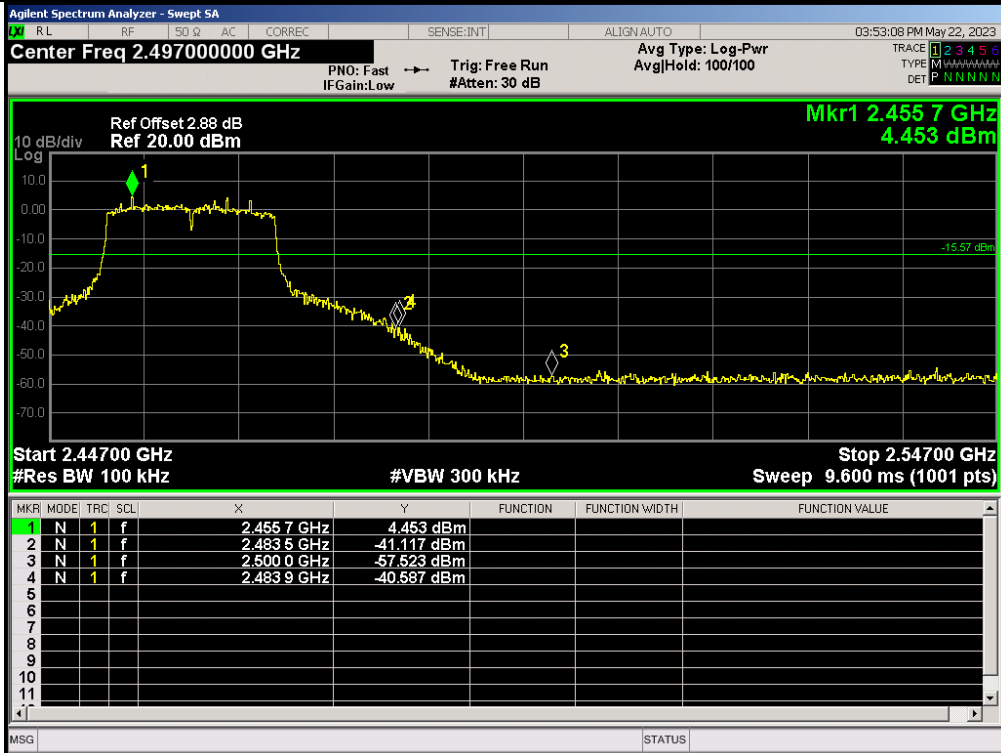 Agilent Spectrum Analyzer - Swept SA
LXI RL RF 50 Ω AC CORREC SENSE:INT ALIGN AUTO 03:53:08 PM May 22, 2023
Center Freq 2.497000000 GHz
Avg Type: Log-Pwr
TRACE 1 2 3 4 5 6
PNO: Fast Trig: Free Run Avg|Hold: 100/100 TYPE M
IFGain:Low #Atten: 30 dB DET P N N N N N
Mkr1 2.455 7 GHz
4.453 dBm
Ref Offset 2.88 dB
10 dB/div Ref 20.00 dBm
Log
1
10.0
0.00
-10.0
-15.57 dBm
-20.0
-30.0
2 4
-40.0
3
-50.0
-60.0
-70.0
Start 2.44700 GHz Stop 2.54700 GHz
#Res BW 100 kHz #VBW 300 kHz Sweep 9.600 ms (1001 pts)
MKR MODE TRC SCL X Y FUNCTION FUNCTION WIDTH FUNCTION VALUE
1 N 1 f 2.455 7 GHz 4.453 dBm
2 N 1 f 2.483 5 GHz -41.117 dBm
3 N 1 f 2.500 0 GHz -57.523 dBm
4 N 1 f 2.483 9 GHz -40.587 dBm
5
6
7
8
9
10
11
MSG STATUS